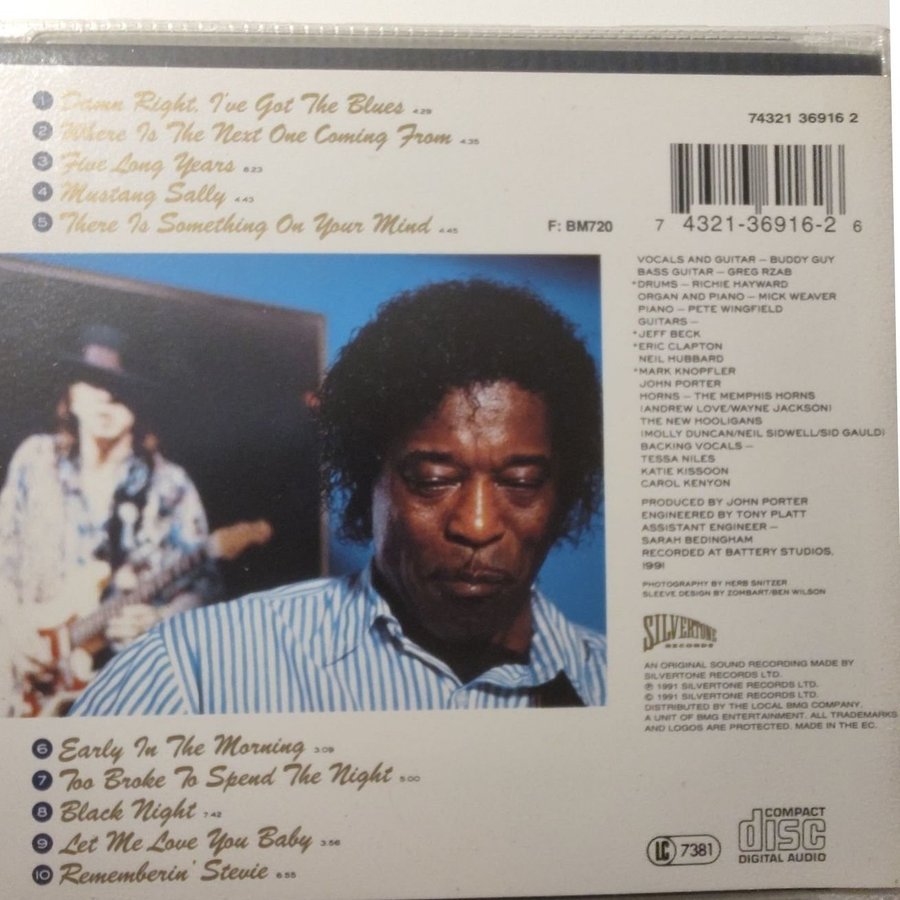 1 Damn Right, I've Got The Blues 4:29
2 Where Is The Next One Coming From 4:35
3 Five Long Years 8:23
4 Mustang Sally 4:43
5 There Is Something On Your Mind 4:45
74321 36916 2
F: BM720
7 4321-36916-2 6
VOCALS AND GUITAR – BUDDY GUY
BASS GUITAR – GREG RZAB
*DRUMS – RICHIE HAYWARD
ORGAN AND PIANO – MICK WEAVER
PIANO – PETE WINGFIELD
GUITARS –
*JEFF BECK
*ERIC CLAPTON
NEIL HUBBARD
*MARK KNOPFLER
JOHN PORTER
HORNS – THE MEMPHIS HORNS
(ANDREW LOVE/WAYNE JACKSON)
THE NEW HOOLIGANS
(MOLLY DUNCAN/NEIL SIDWELL/SID GAULD)
BACKING VOCALS –
TESSA NILES
KATIE KISSOON
CAROL KENYON
PRODUCED BY JOHN PORTER
ENGINEERED BY TONY PLATT
ASSISTANT ENGINEER –
SARAH BEDINGHAM
RECORDED AT BATTERY STUDIOS,
1991
PHOTOGRAPHY BY HERB SNITZER
SLEEVE DESIGN BY ZOMBART/BEN WILSON
SILVERTONE
RECORDS
AN ORIGINAL SOUND RECORDING MADE BY
SILVERTONE RECORDS LTD.
℗ 1991 SILVERTONE RECORDS LTD.
© 1991 SILVERTONE RECORDS LTD.
DISTRIBUTED BY THE LOCAL BMG COMPANY.
A UNIT OF BMG ENTERTAINMENT. ALL TRADEMARKS
AND LOGOS ARE PROTECTED. MADE IN THE EC.
6 Early In The Morning 3:09
7 Too Broke To Spend The Night 5:00
8 Black Night 7:42
9 Let Me Love You Baby 3:56
10 Rememberin' Stevie 6:55
LC 7381
COMPACT
disc
DIGITAL AUDIO